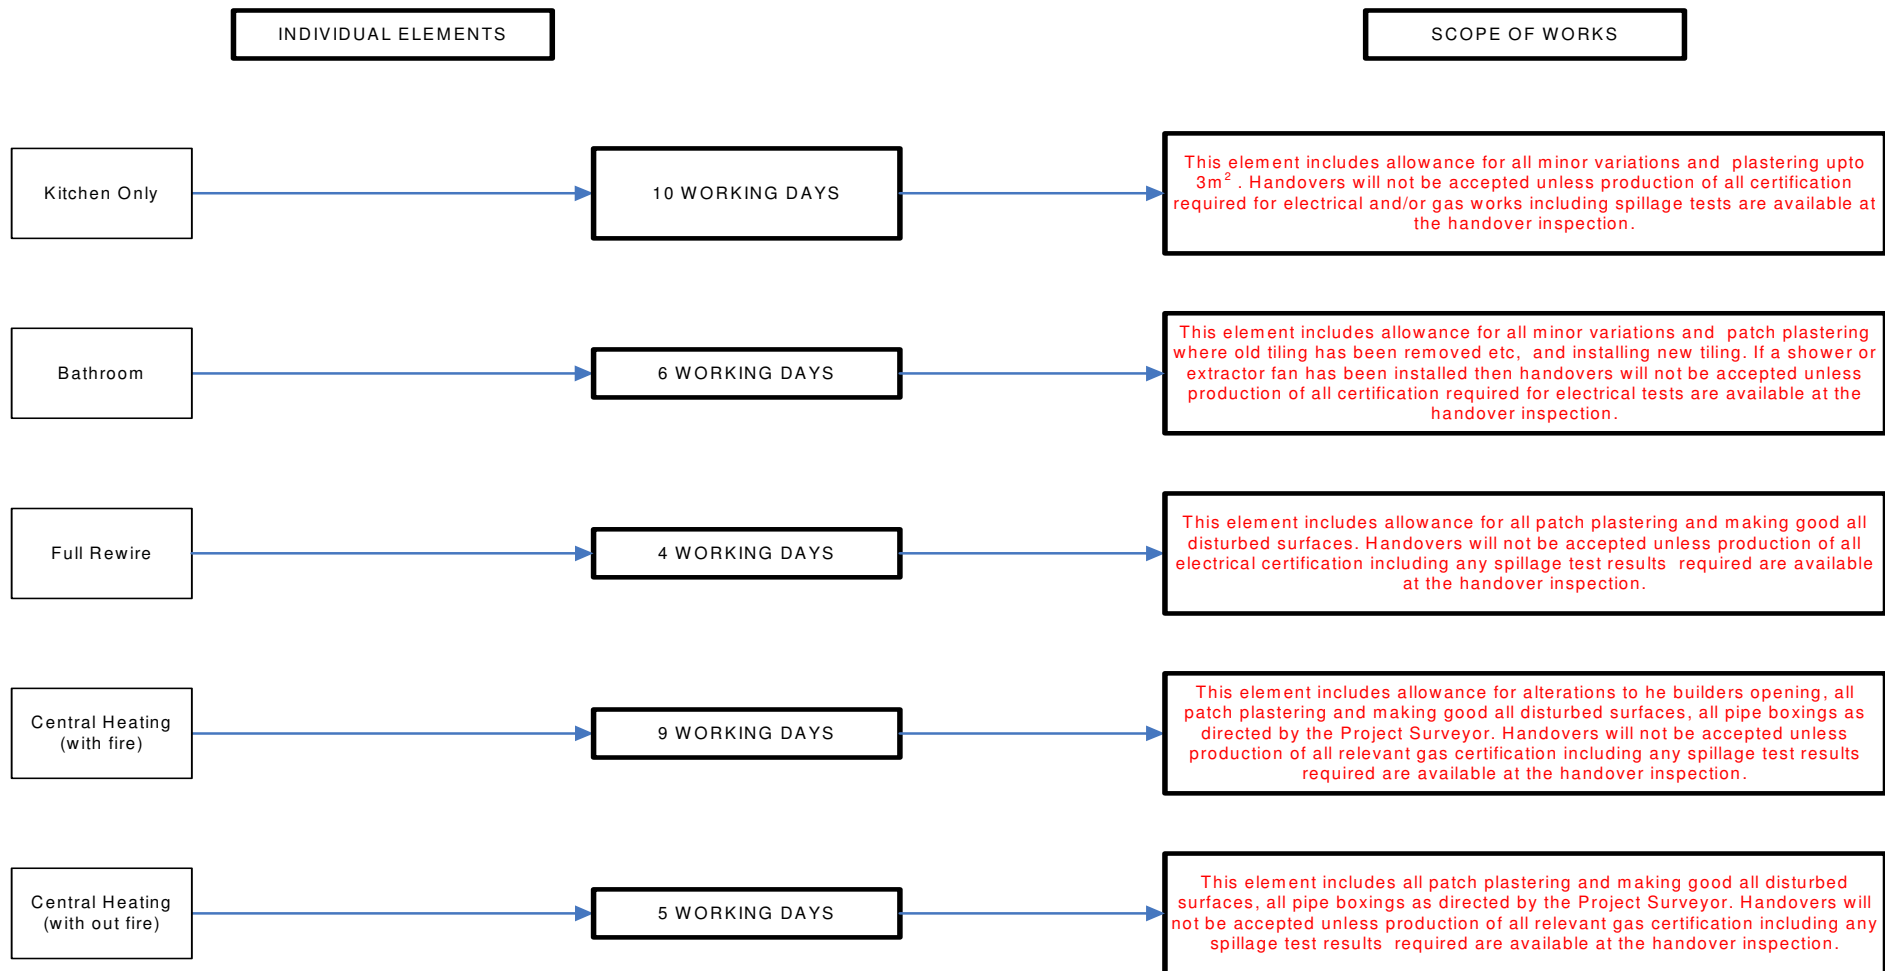 INDIVIDUAL ELEMENTS
SCOPE OF WORKS
Kitchen Only
10 WORKING DAYS
This element includes allowance for all minor variations and plastering upto
3m². Handovers will not be accepted unless production of all certification
required for electrical and/or gas works including spillage tests are available at
the handover inspection.
Bathroom
6 WORKING DAYS
This element includes allowance for all minor variations and patch plastering
where old tiling has been removed etc, and installing new tiling. If a shower or
extractor fan has been installed then handovers will not be accepted unless
production of all certification required for electrical tests are available at the
handover inspection.
Full Rewire
4 WORKING DAYS
This element includes allowance for all patch plastering and making good all
disturbed surfaces. Handovers will not be accepted unless production of all
electrical certification including any spillage test results required are available
at the handover inspection.
Central Heating
(with fire)
9 WORKING DAYS
This element includes allowance for alterations to he builders opening, all
patch plastering and making good all disturbed surfaces, all pipe boxings as
directed by the Project Surveyor. Handovers will not be accepted unless
production of all relevant gas certification including any spillage test results
required are available at the handover inspection.
Central Heating
(with out fire)
5 WORKING DAYS
This element includes all patch plastering and making good all disturbed
surfaces, all pipe boxings as directed by the Project Surveyor. Handovers will
not be accepted unless production of all relevant gas certification including any
spillage test results required are available at the handover inspection.